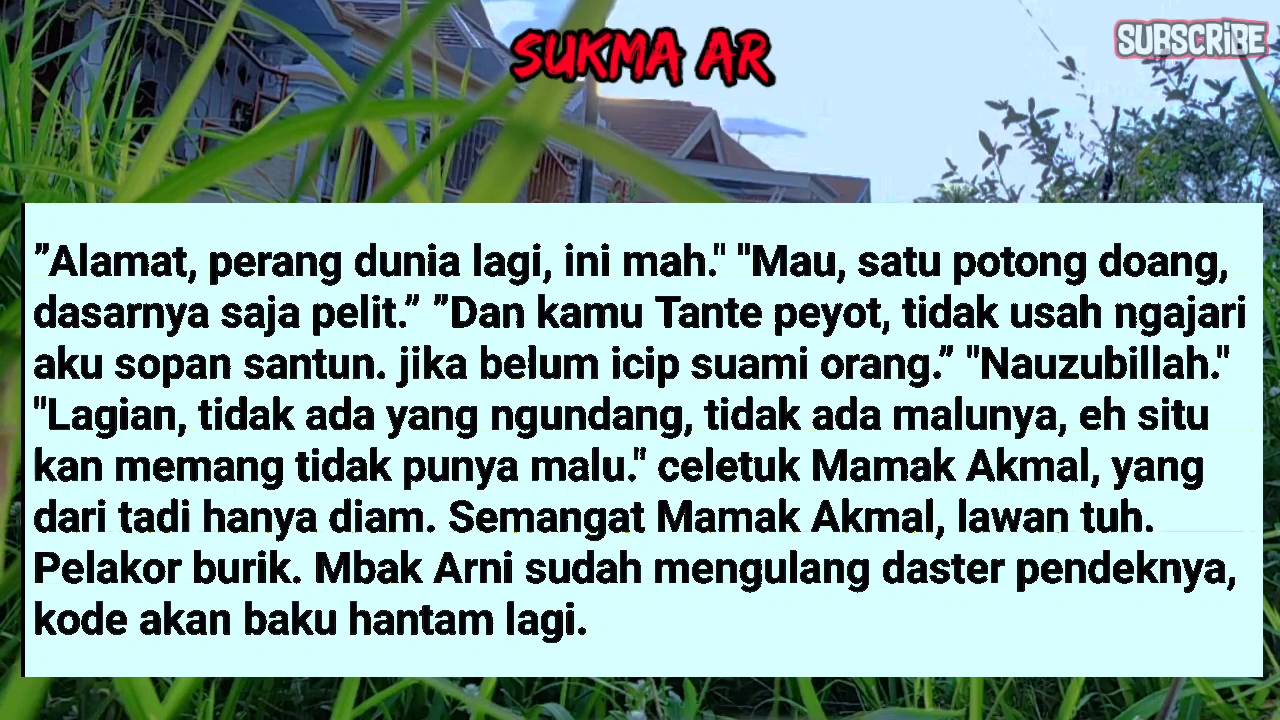 SUKMA AR
SUBSCRIBE
”Alamat, perang dunia lagi, ini mah." "Mau, satu potong doang,
dasarnya saja pelit.” ”Dan kamu Tante peyot, tidak usah ngajari
aku sopan santun. jika belum icip suami orang.” "Nauzubillah."
"Lagian, tidak ada yang ngundang, tidak ada malunya, eh situ
kan memang tidak punya malu." celetuk Mamak Akmal, yang
dari tadi hanya diam. Semangat Mamak Akmal, lawan tuh.
Pelakor burik. Mbak Arni sudah mengulang daster pendeknya,
kode akan baku hantam lagi.